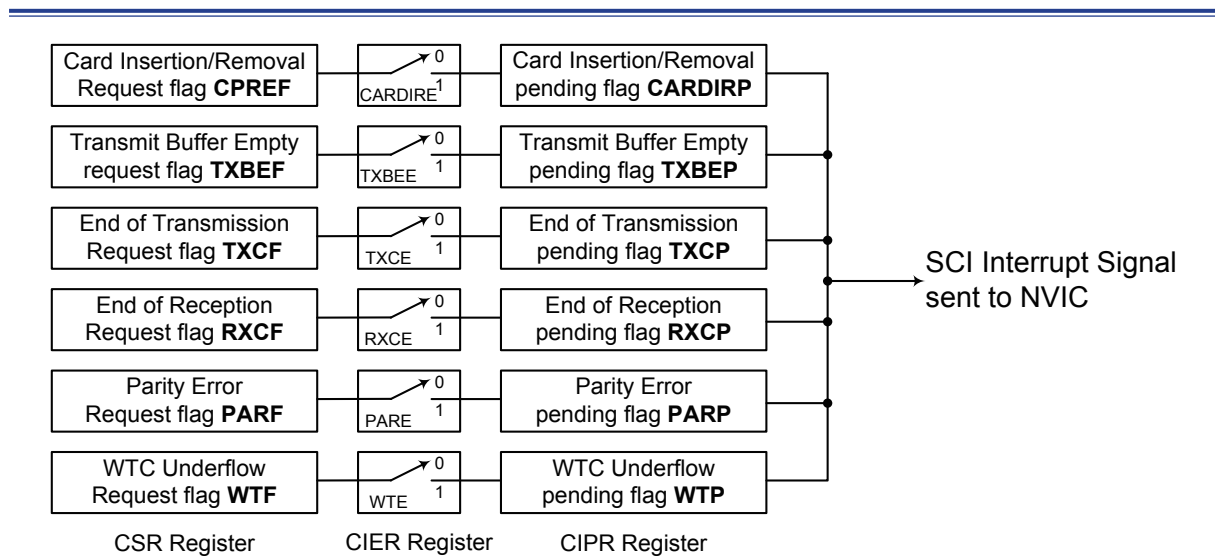 Card Insertion/Removal
Request flag CPREF
0
CARDIRE
1
Card Insertion/Removal
pending flag CARDIRP
Transmit Buffer Empty
request flag TXBEF
0
TXBEE
1
Transmit Buffer Empty
pending flag TXBEP
End of Transmission
Request flag TXCF
0
TXCE
1
End of Transmission
pending flag TXCP
SCI Interrupt Signal
sent to NVIC
End of Reception
Request flag RXCF
0
RXCE
1
End of Reception
pending flag RXCP
Parity Error
Request flag PARF
0
PARE
1
Parity Error
pending flag PARP
WTC Underflow
Request flag WTF
0
WTE
1
WTC Underflow
pending flag WTP
CSR Register
CIER Register
CIPR Register